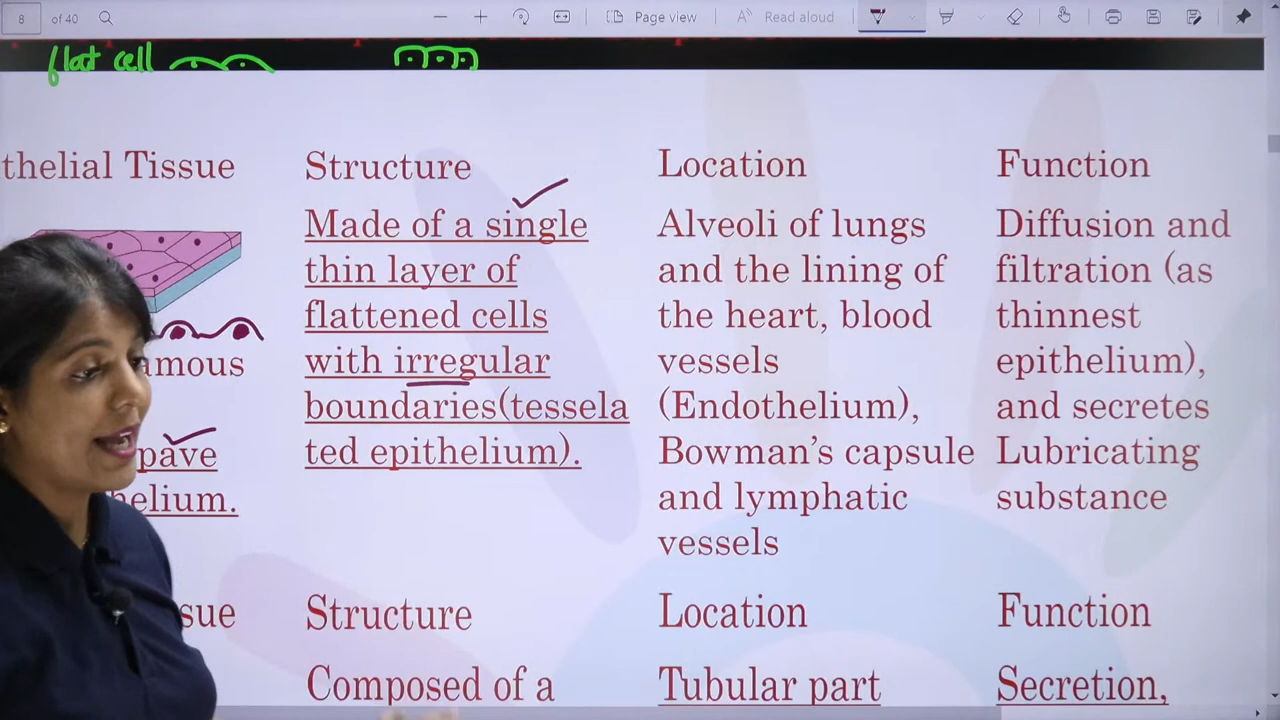 8 of 40
Page view
Read aloud
flat cell
thelial Tissue
Structure
Location
Function
Made of a single
thin layer of
flattened cells
with irregular
boundaries(tessela
ted epithelium).
Alveoli of lungs
and the lining of
the heart, blood
vessels
(Endothelium),
Bowman's capsule
and lymphatic
vessels
Diffusion and
filtration (as
thinnest
epithelium),
and secretes
Lubricating
substance
amous
pave
helium.
sue
Structure
Location
Function
Composed of a
Tubular part
Secretion,